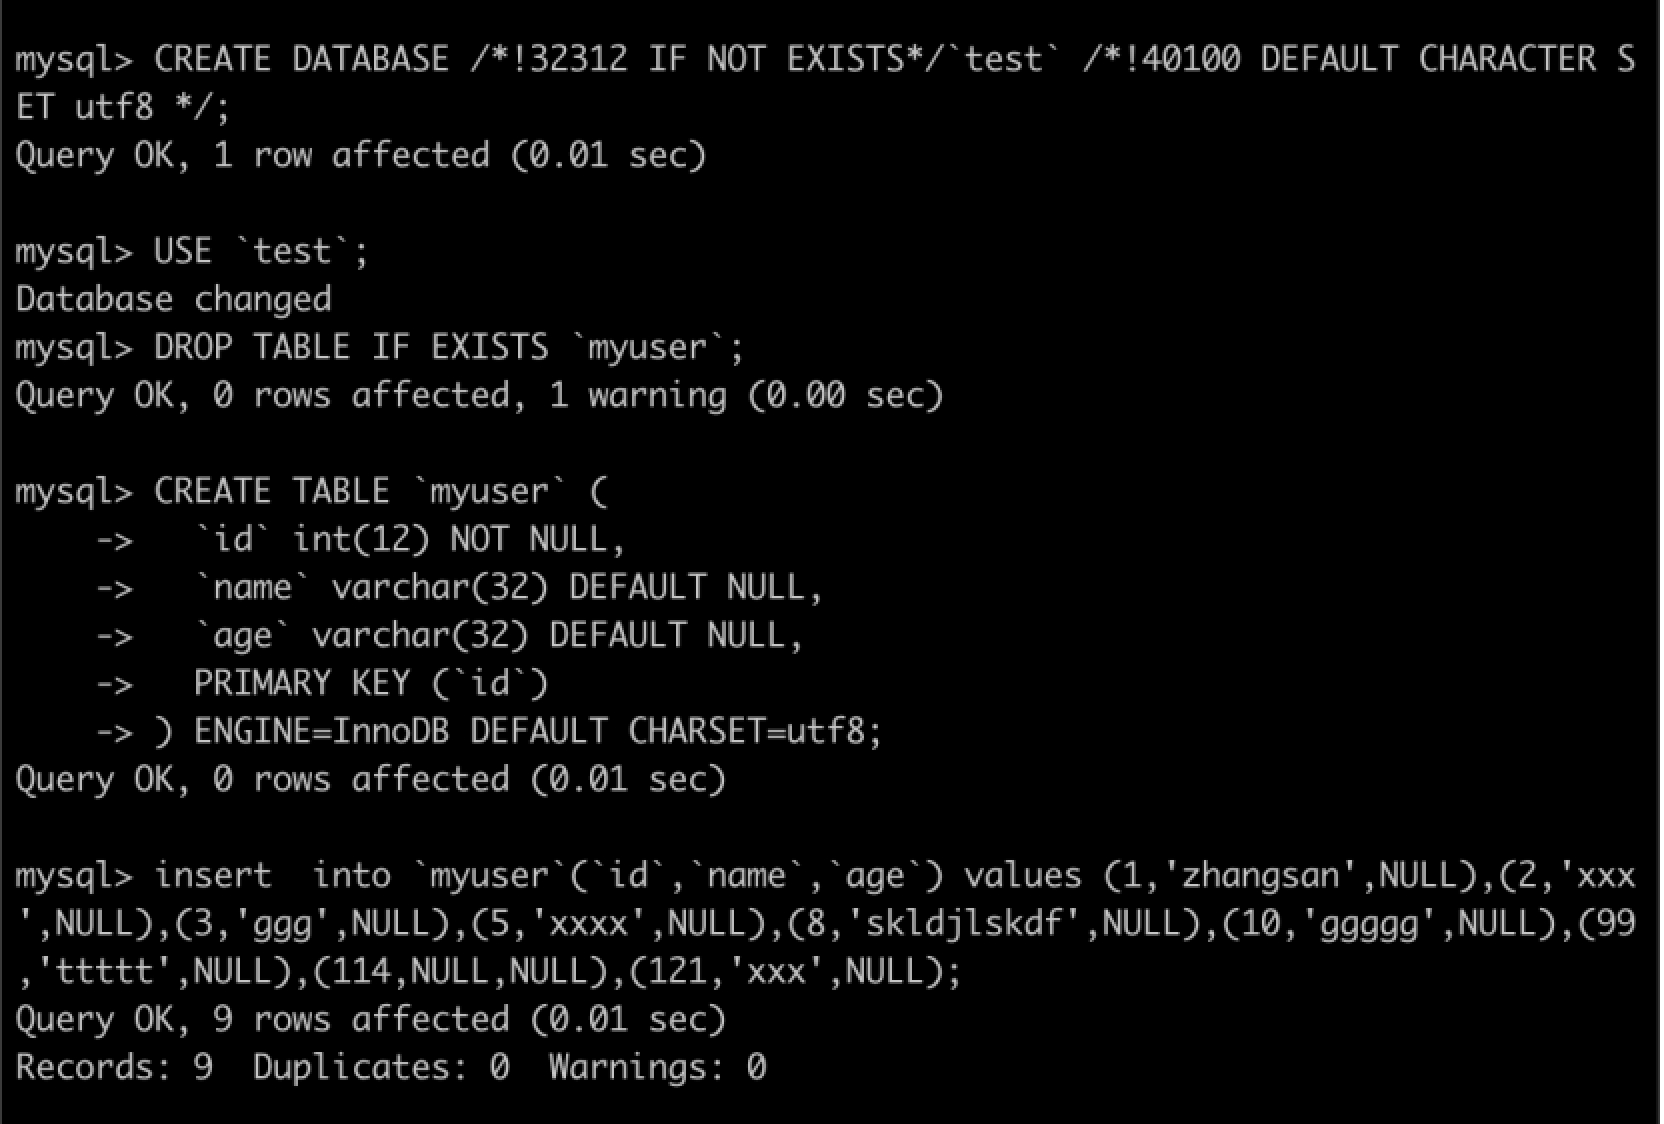 mysql> CREATE DATABASE /*!32312 IF NOT EXISTS*/`test` /*!40100 DEFAULT CHARACTER S
ET utf8 */;
Query OK, 1 row affected (0.01 sec)
mysql> USE `test`;
Database changed
mysql> DROP TABLE IF EXISTS `myuser`;
Query OK, 0 rows affected, 1 warning (0.00 sec)
mysql> CREATE TABLE `myuser` (
    ->   `id` int(12) NOT NULL,
    ->   `name` varchar(32) DEFAULT NULL,
    ->   `age` varchar(32) DEFAULT NULL,
    ->   PRIMARY KEY (`id`)
    -> ) ENGINE=InnoDB DEFAULT CHARSET=utf8;
Query OK, 0 rows affected (0.01 sec)
mysql> insert  into `myuser`(`id`,`name`,`age`) values (1,'zhangsan',NULL),(2,'xxx
',NULL),(3,'ggg',NULL),(5,'xxxx',NULL),(8,'skldjlskdf',NULL),(10,'ggggg',NULL),(99
,'ttttt',NULL),(114,NULL,NULL),(121,'xxx',NULL);
Query OK, 9 rows affected (0.01 sec)
Records: 9  Duplicates: 0  Warnings: 0